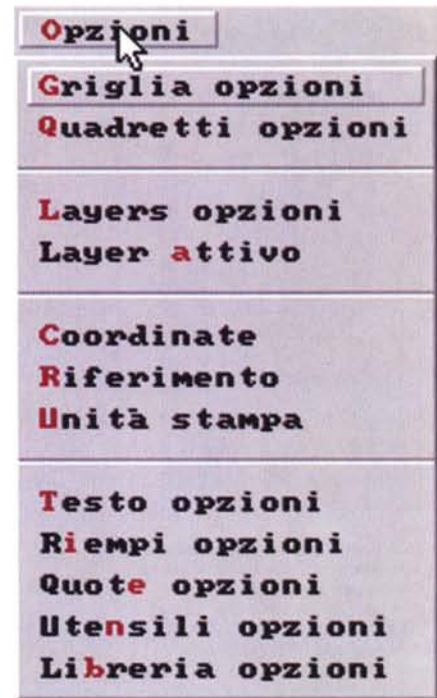 Opzioni
Griglia opzioni
Quadretti opzioni
Layers opzioni
Layer attivo
Coordinate
Riferimento
Unità stampa
Testo opzioni
Riempi opzioni
Quote opzioni
Utensili opzioni
Libreria opzioni